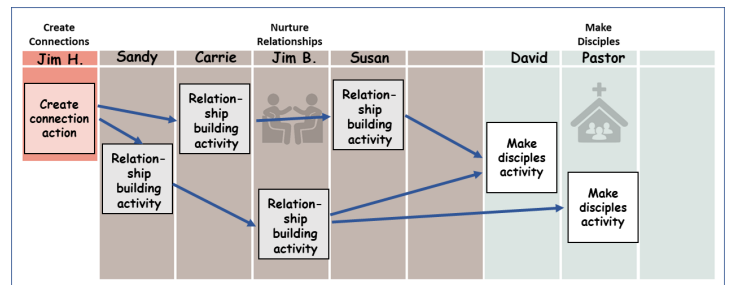 Create
Connections
Nurture
Relationships
Make
Disciples
Jim H.
Sandy
Carrie
Jim B.
Susan
David
Pastor
Create
connection
action
Relation-
ship
building
activity
Relation-
ship
building
activity
Relation-
ship
building
activity
Relation-
ship
building
activity
Make
disciples
activity
Make
disciples
activity